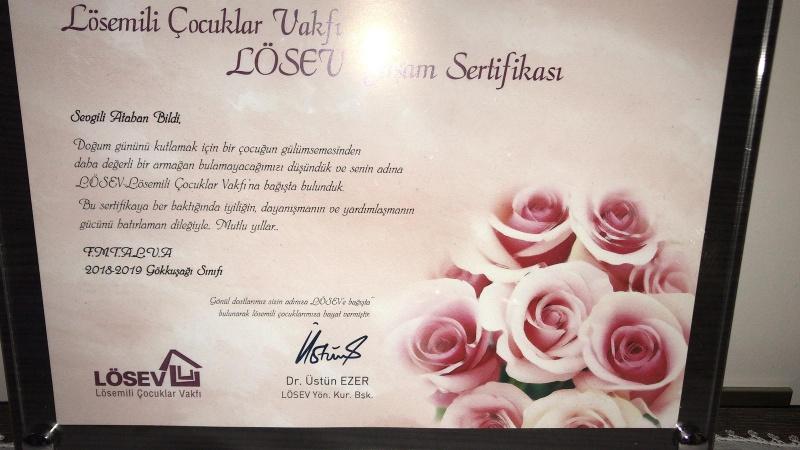 Lösemili Çocuklar Vakfı
LÖSEV Sertifikası
Sevgili Ataban Bildi,
Doğum gününü kutlamak için bir çocuğun gülümsemesinden
daha değerli bir armağan bulamayacağımızı düşündük ve senin adına
LÖSEV-Lösemili Çocuklar Vakfı'na bağışta bulunduk.
Bu sertifikaya her baktığında iyiliğin, dayanışmanın ve yardımlaşmanın
gücünü hatırlaman dileğiyle. Mutlu yıllar..
F.M.T.A.L.V.A
2018-2019 Gökkuşağı Sınıfı
Gönül dostlarımız sizin adınıza "LÖSEV'e bağışta"
bulunarak lösemili çocuklarımıza hayat vermiştir.
Dr. Üstün EZER
LÖSEV Yön. Kur. Bşk.
LÖSEV
Lösemili Çocuklar Vakfı